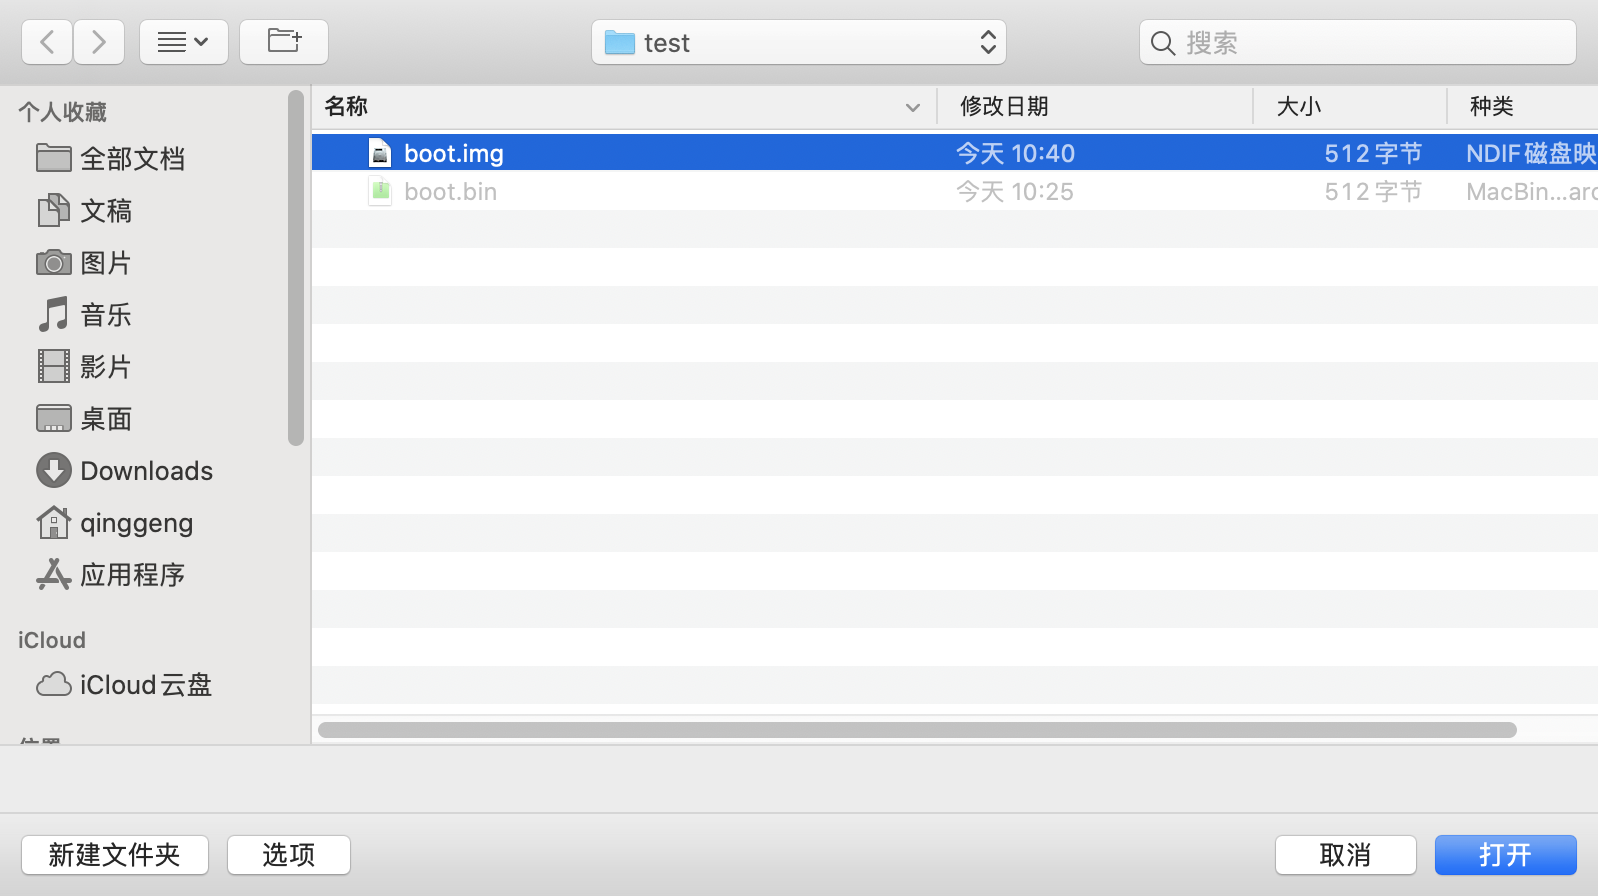 test
搜索
个人收藏
全部文档
文稿
图片
音乐
影片
桌面
Downloads
qinggeng
应用程序
iCloud
iCloud云盘
名称 修改日期 大小 种类
boot.img 今天 10:40 512 字节 NDIF磁盘映
boot.bin 今天 10:25 512 字节 MacBin...arc
新建文件夹 选项 取消 打开